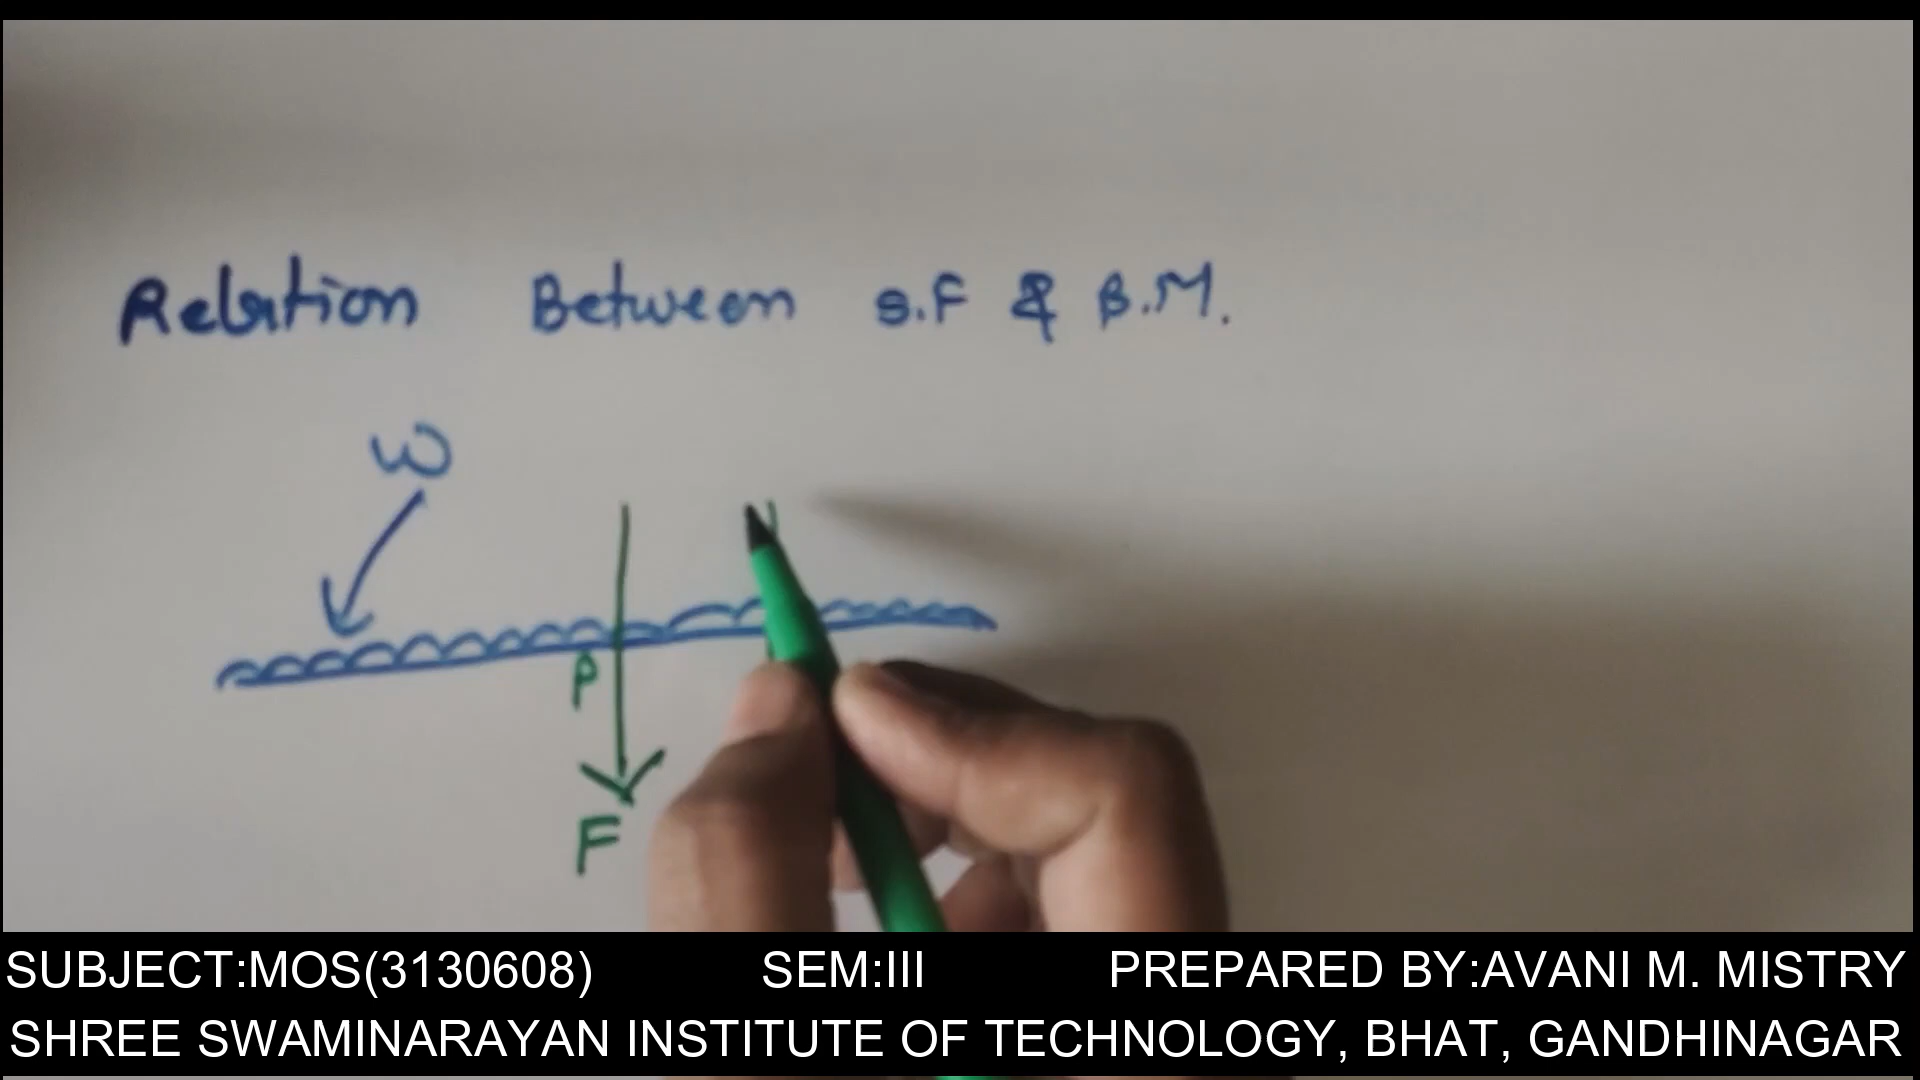 Relation Between S.F & B.M.
W
P
F
SUBJECT:MOS(3130608) SEM:III PREPARED BY:AVANI M. MISTRY
SHREE SWAMINARAYAN INSTITUTE OF TECHNOLOGY, BHAT, GANDHINAGAR